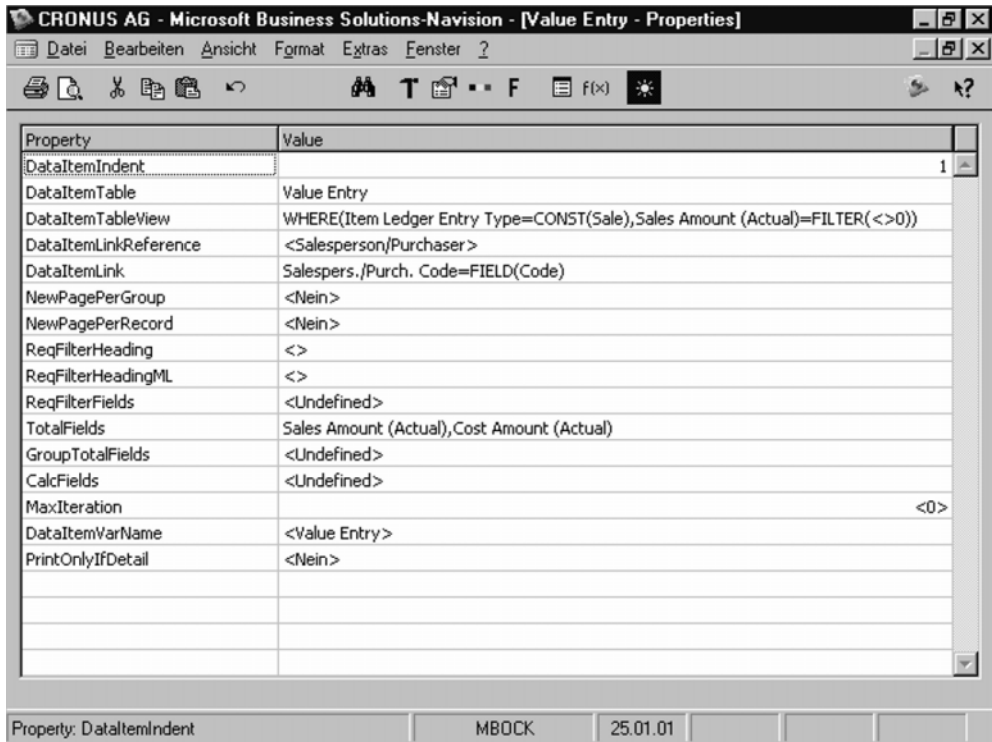 CRONUS AG - Microsoft Business Solutions-Navision - [Value Entry - Properties]
Datei Bearbeiten Ansicht Format Extras Fenster ?
T F f(x) ?
Property Value
DataItemIndent 1
DataItemTable Value Entry
DataItemTableView WHERE(Item Ledger Entry Type=CONST(Sale),Sales Amount (Actual)=FILTER(<>0))
DataItemLinkReference <Salesperson/Purchaser>
DataItemLink Salespers./Purch. Code=FIELD(Code)
NewPagePerGroup <Nein>
NewPagePerRecord <Nein>
ReqFilterHeading <>
ReqFilterHeadingML <>
ReqFilterFields <Undefined>
TotalFields Sales Amount (Actual),Cost Amount (Actual)
GroupTotalFields <Undefined>
CalcFields <Undefined>
MaxIteration <0>
DataItemVarName <Value Entry>
PrintOnlyIfDetail <Nein>
Property: DataItemIndent MBOCK 25.01.01